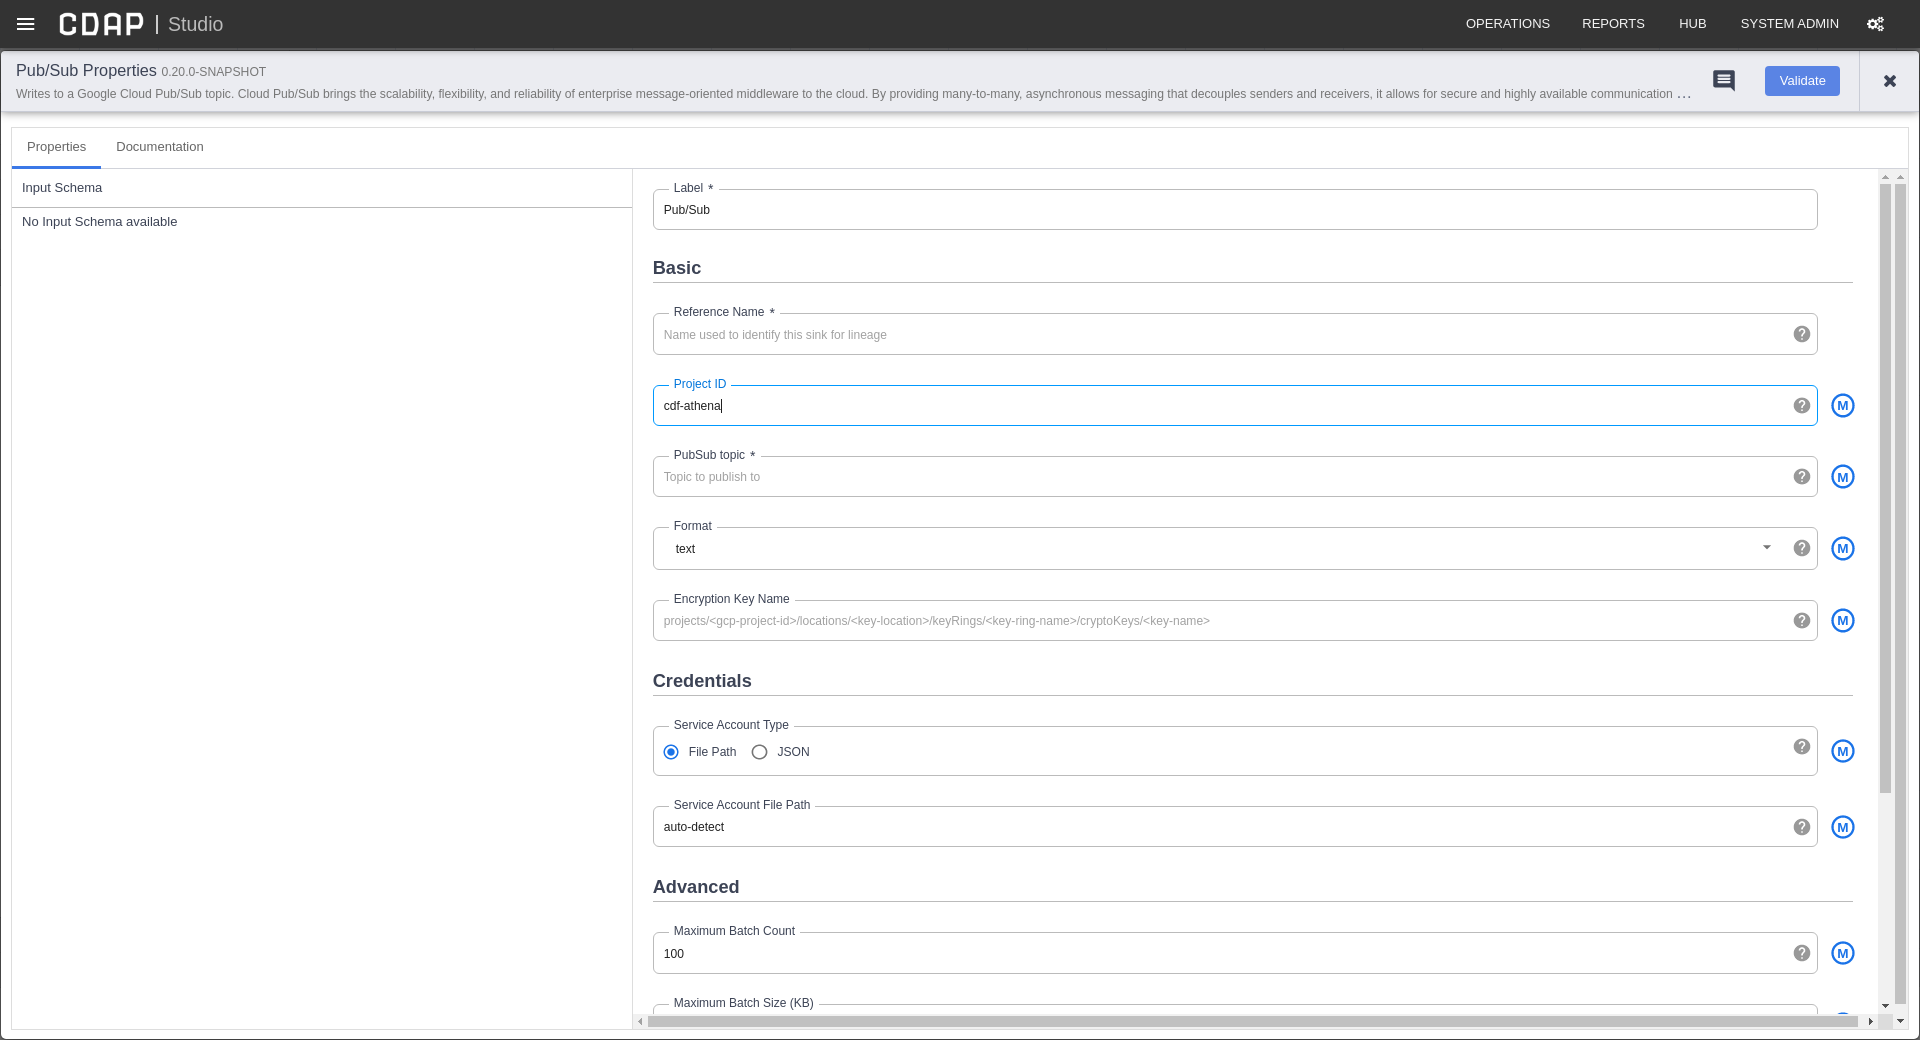 CDAP | Studio
OPERATIONS REPORTS HUB SYSTEM ADMIN
Pub/Sub Properties 0.20.0-SNAPSHOT
Writes to a Google Cloud Pub/Sub topic. Cloud Pub/Sub brings the scalability, flexibility, and reliability of enterprise message-oriented middleware to the cloud. By providing many-to-many, asynchronous messaging that decouples senders and receivers, it allows for secure and highly available communication ...
Validate
Properties Documentation
Input Schema
No Input Schema available
Label *
Pub/Sub
Basic
Reference Name *
Name used to identify this sink for lineage
Project ID
cdf-athena
M
PubSub topic *
Topic to publish to
M
Format
text
M
Encryption Key Name
projects/<gcp-project-id>/locations/<key-location>/keyRings/<key-ring-name>/cryptoKeys/<key-name>
M
Credentials
Service Account Type
File Path JSON
M
Service Account File Path
auto-detect
M
Advanced
Maximum Batch Count
100
M
Maximum Batch Size (KB)